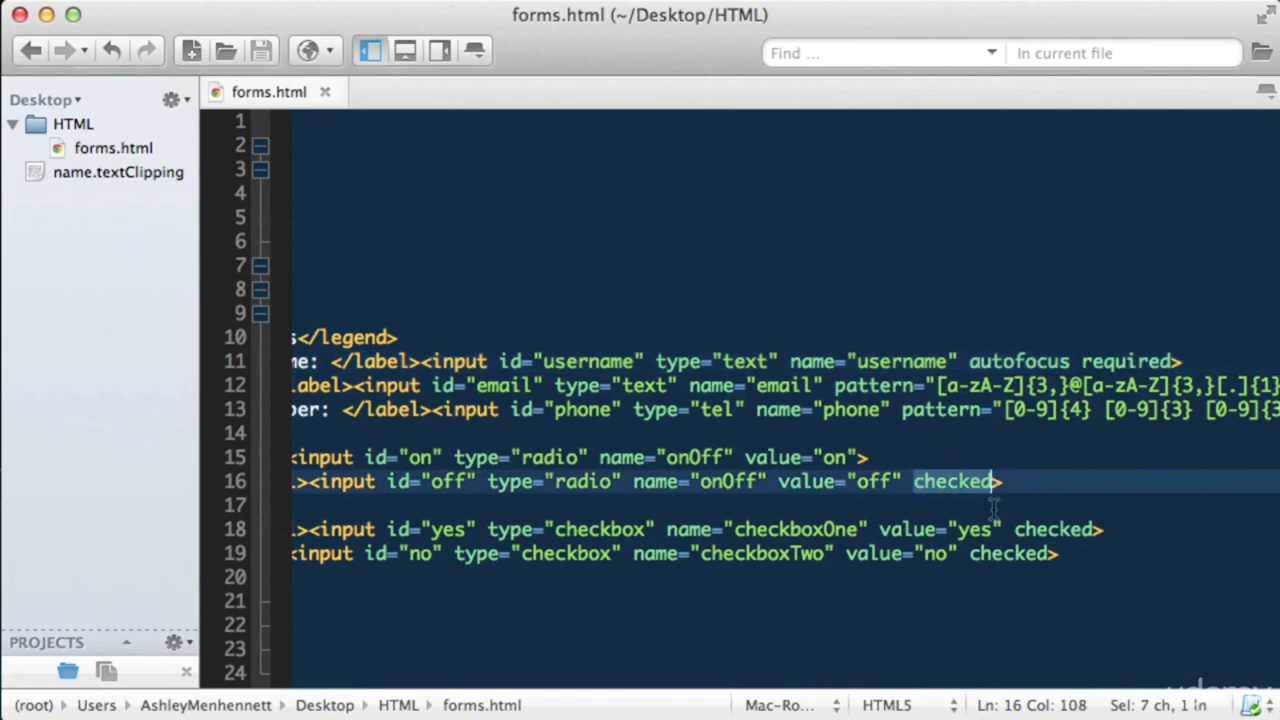 forms.html (~/Desktop/HTML)
Find ...
In current file
Desktop
forms.html
HTML
forms.html
name.textClipping
1
2
3
4
5
6
7
8
9
10 s</legend>
11 me: </label><input id="username" type="text" name="username" autofocus required>
12 label><input id="email" type="text" name="email" pattern="[a-zA-Z]{3,}@[a-zA-Z]{3,}[.]{1}
13 ber: </label><input id="phone" type="tel" name="phone" pattern="[0-9]{4} [0-9]{3} [0-9]{3
14
15 <input id="on" type="radio" name="onOff" value="on">
16 l><input id="off" type="radio" name="onOff" value="off" checked>
17
18 l><input id="yes" type="checkbox" name="checkboxOne" value="yes" checked>
19 <input id="no" type="checkbox" name="checkboxTwo" value="no" checked>
20
21
22
23
24
PROJECTS
udemy
(root) Users AshleyMenhennett Desktop HTML forms.html Mac-Ro... HTML5 Ln: 16 Col: 108 Sel: 7 ch, 1 ln